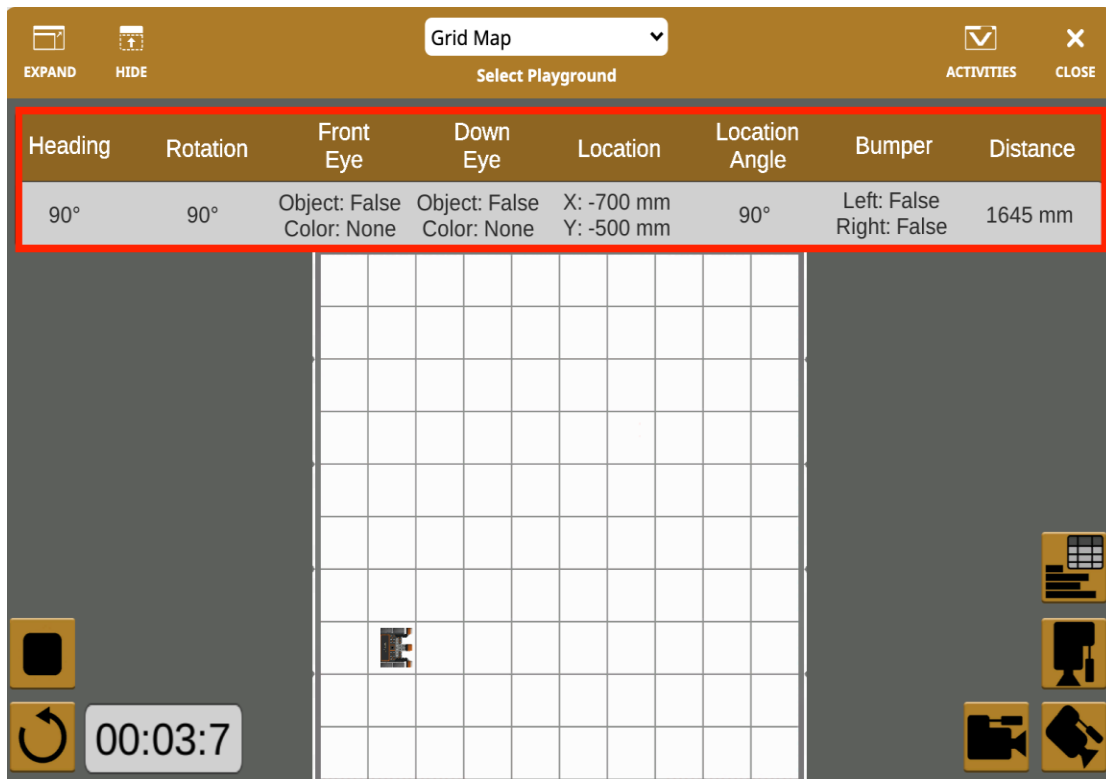 EXPAND
HIDE
Grid Map
Select Playground
ACTIVITIES
CLOSE
Heading
Rotation
Front
Eye
Down
Eye
Location
Location
Angle
Bumper
Distance
90°
90°
Object: False
Color: None
Object: False
Color: None
X: -700 mm
Y: -500 mm
90°
Left: False
Right: False
1645 mm
00:03:7